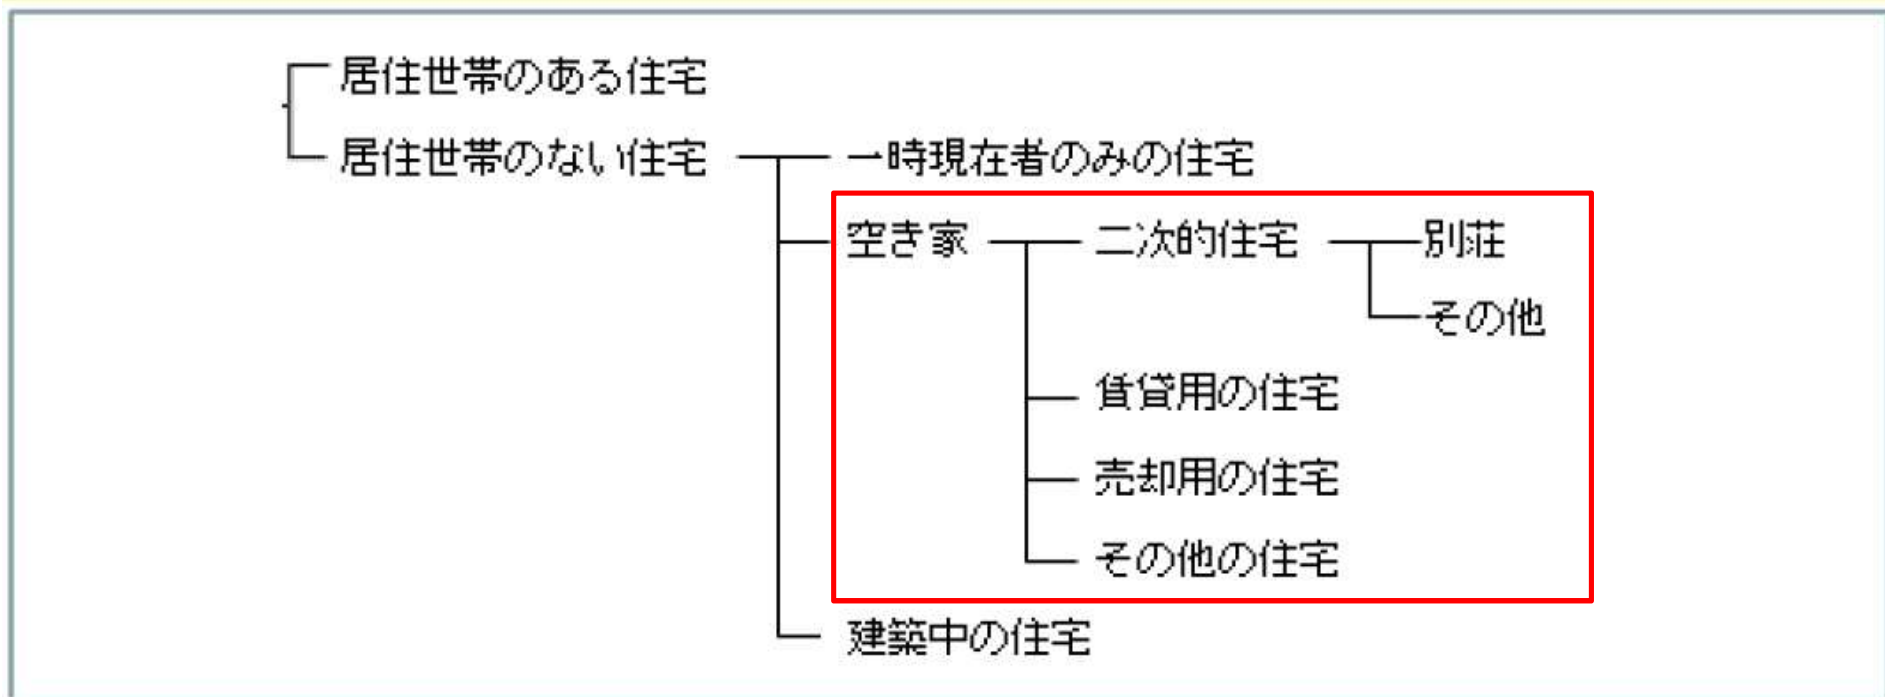 居住世帯のある住宅
居住世帯のない住宅 一時現在者のみの住宅
空き家 二次的住宅 別荘
その他
賃貸用の住宅
売却用の住宅
その他の住宅
建築中の住宅